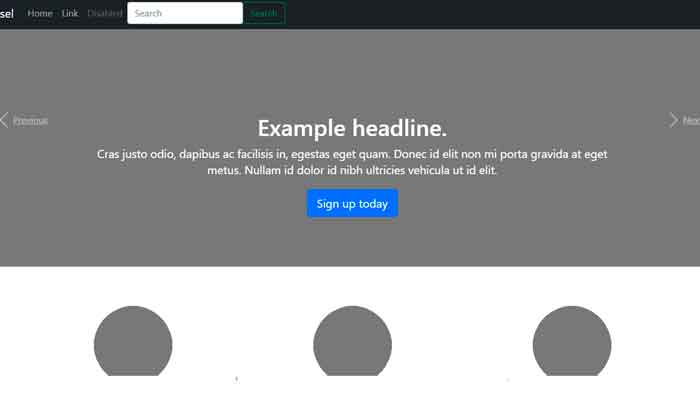 sel Home Link Disabled Search Search
Previous
Nex
Example headline.
Cras justo odio, dapibus ac facilisis in, egestas eget quam. Donec id elit non mi porta gravida at eget
metus. Nullam id dolor id nibh ultricies vehicula ut id elit.
Sign up today